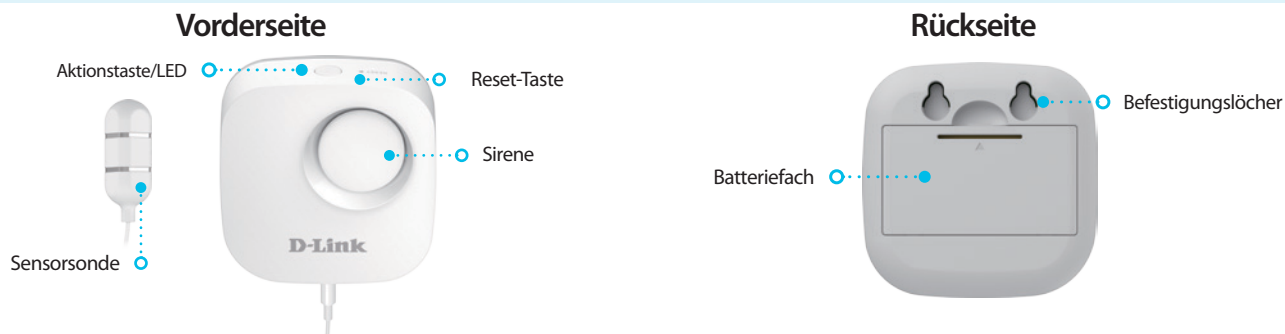 Vorderseite
Aktionstaste/LED
Reset-Taste
Sirene
D-Link
Sensorsonde
Rückseite
Befestigungslöcher
Batteriefach